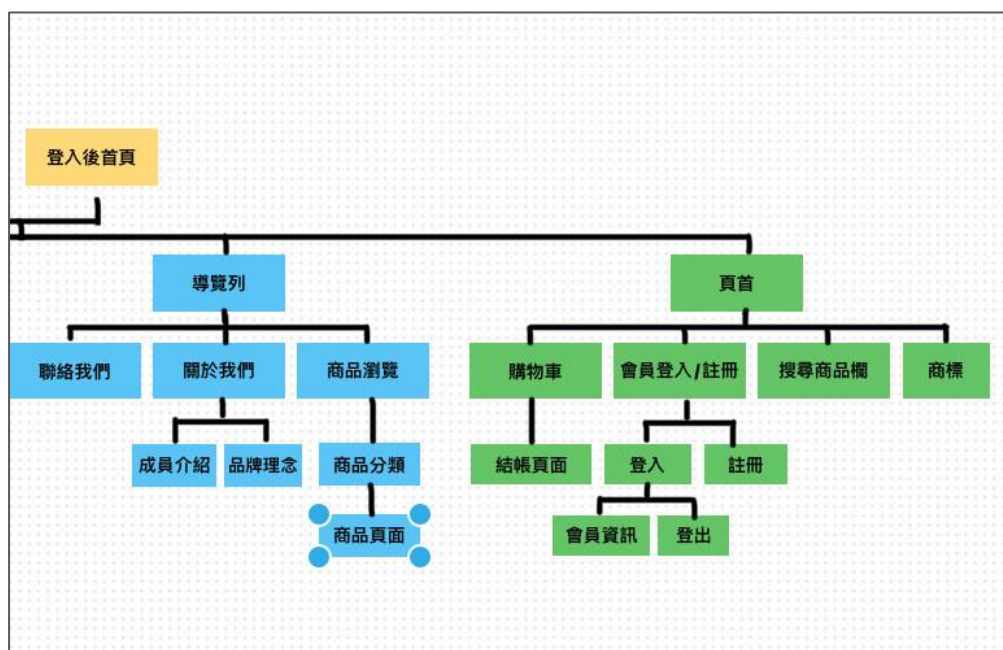 登入後首頁
導覽列
頁首
聯絡我們
關於我們
商品瀏覽
購物車
會員登入/註冊
搜尋商品欄
商標
成員介紹
品牌理念
商品分類
結帳頁面
登入
註冊
商品頁面
會員資訊
登出